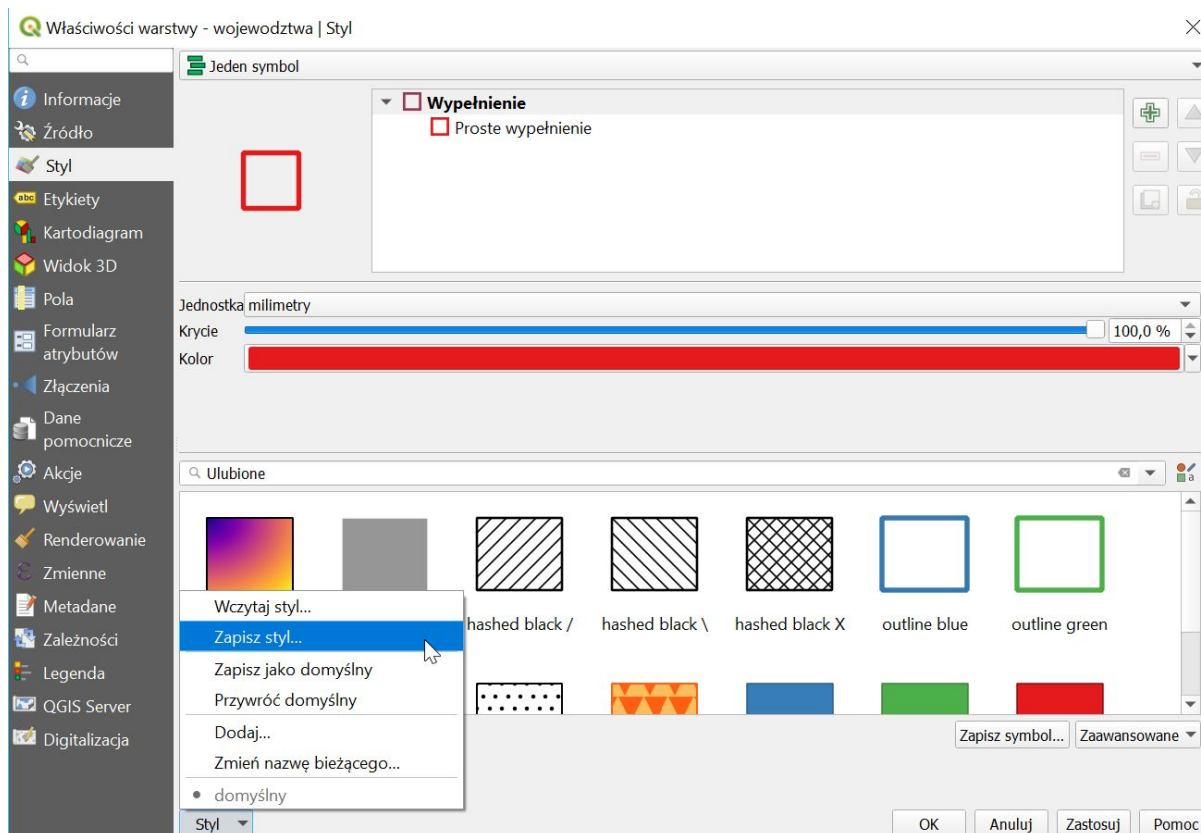 Właściwości warstwy - wojewodztwa | Styl
Jeden symbol
Informacje
Źródło
Styl
abc Etykiety
Kartodiagram
Widok 3D
Pola
Formularz
atrybutów
Złączenia
Dane
pomocnicze
Akcje
Wyświetl
Renderowanie
Zmienne
Metadane
Zależności
Legenda
QGIS Server
Digitalizacja
Wypełnienie
Proste wypełnienie
Jednostka milimetry
Krycie 100,0 %
Kolor
Ulubione
hashed black / hashed black \ hashed black X outline blue outline green
Wczytaj styl...
Zapisz styl...
Zapisz jako domyślny
Przywróć domyślny
Dodaj...
Zmień nazwę bieżącego...
domyślny
Zapisz symbol... Zaawansowane
Styl OK Anuluj Zastosuj Pomoc